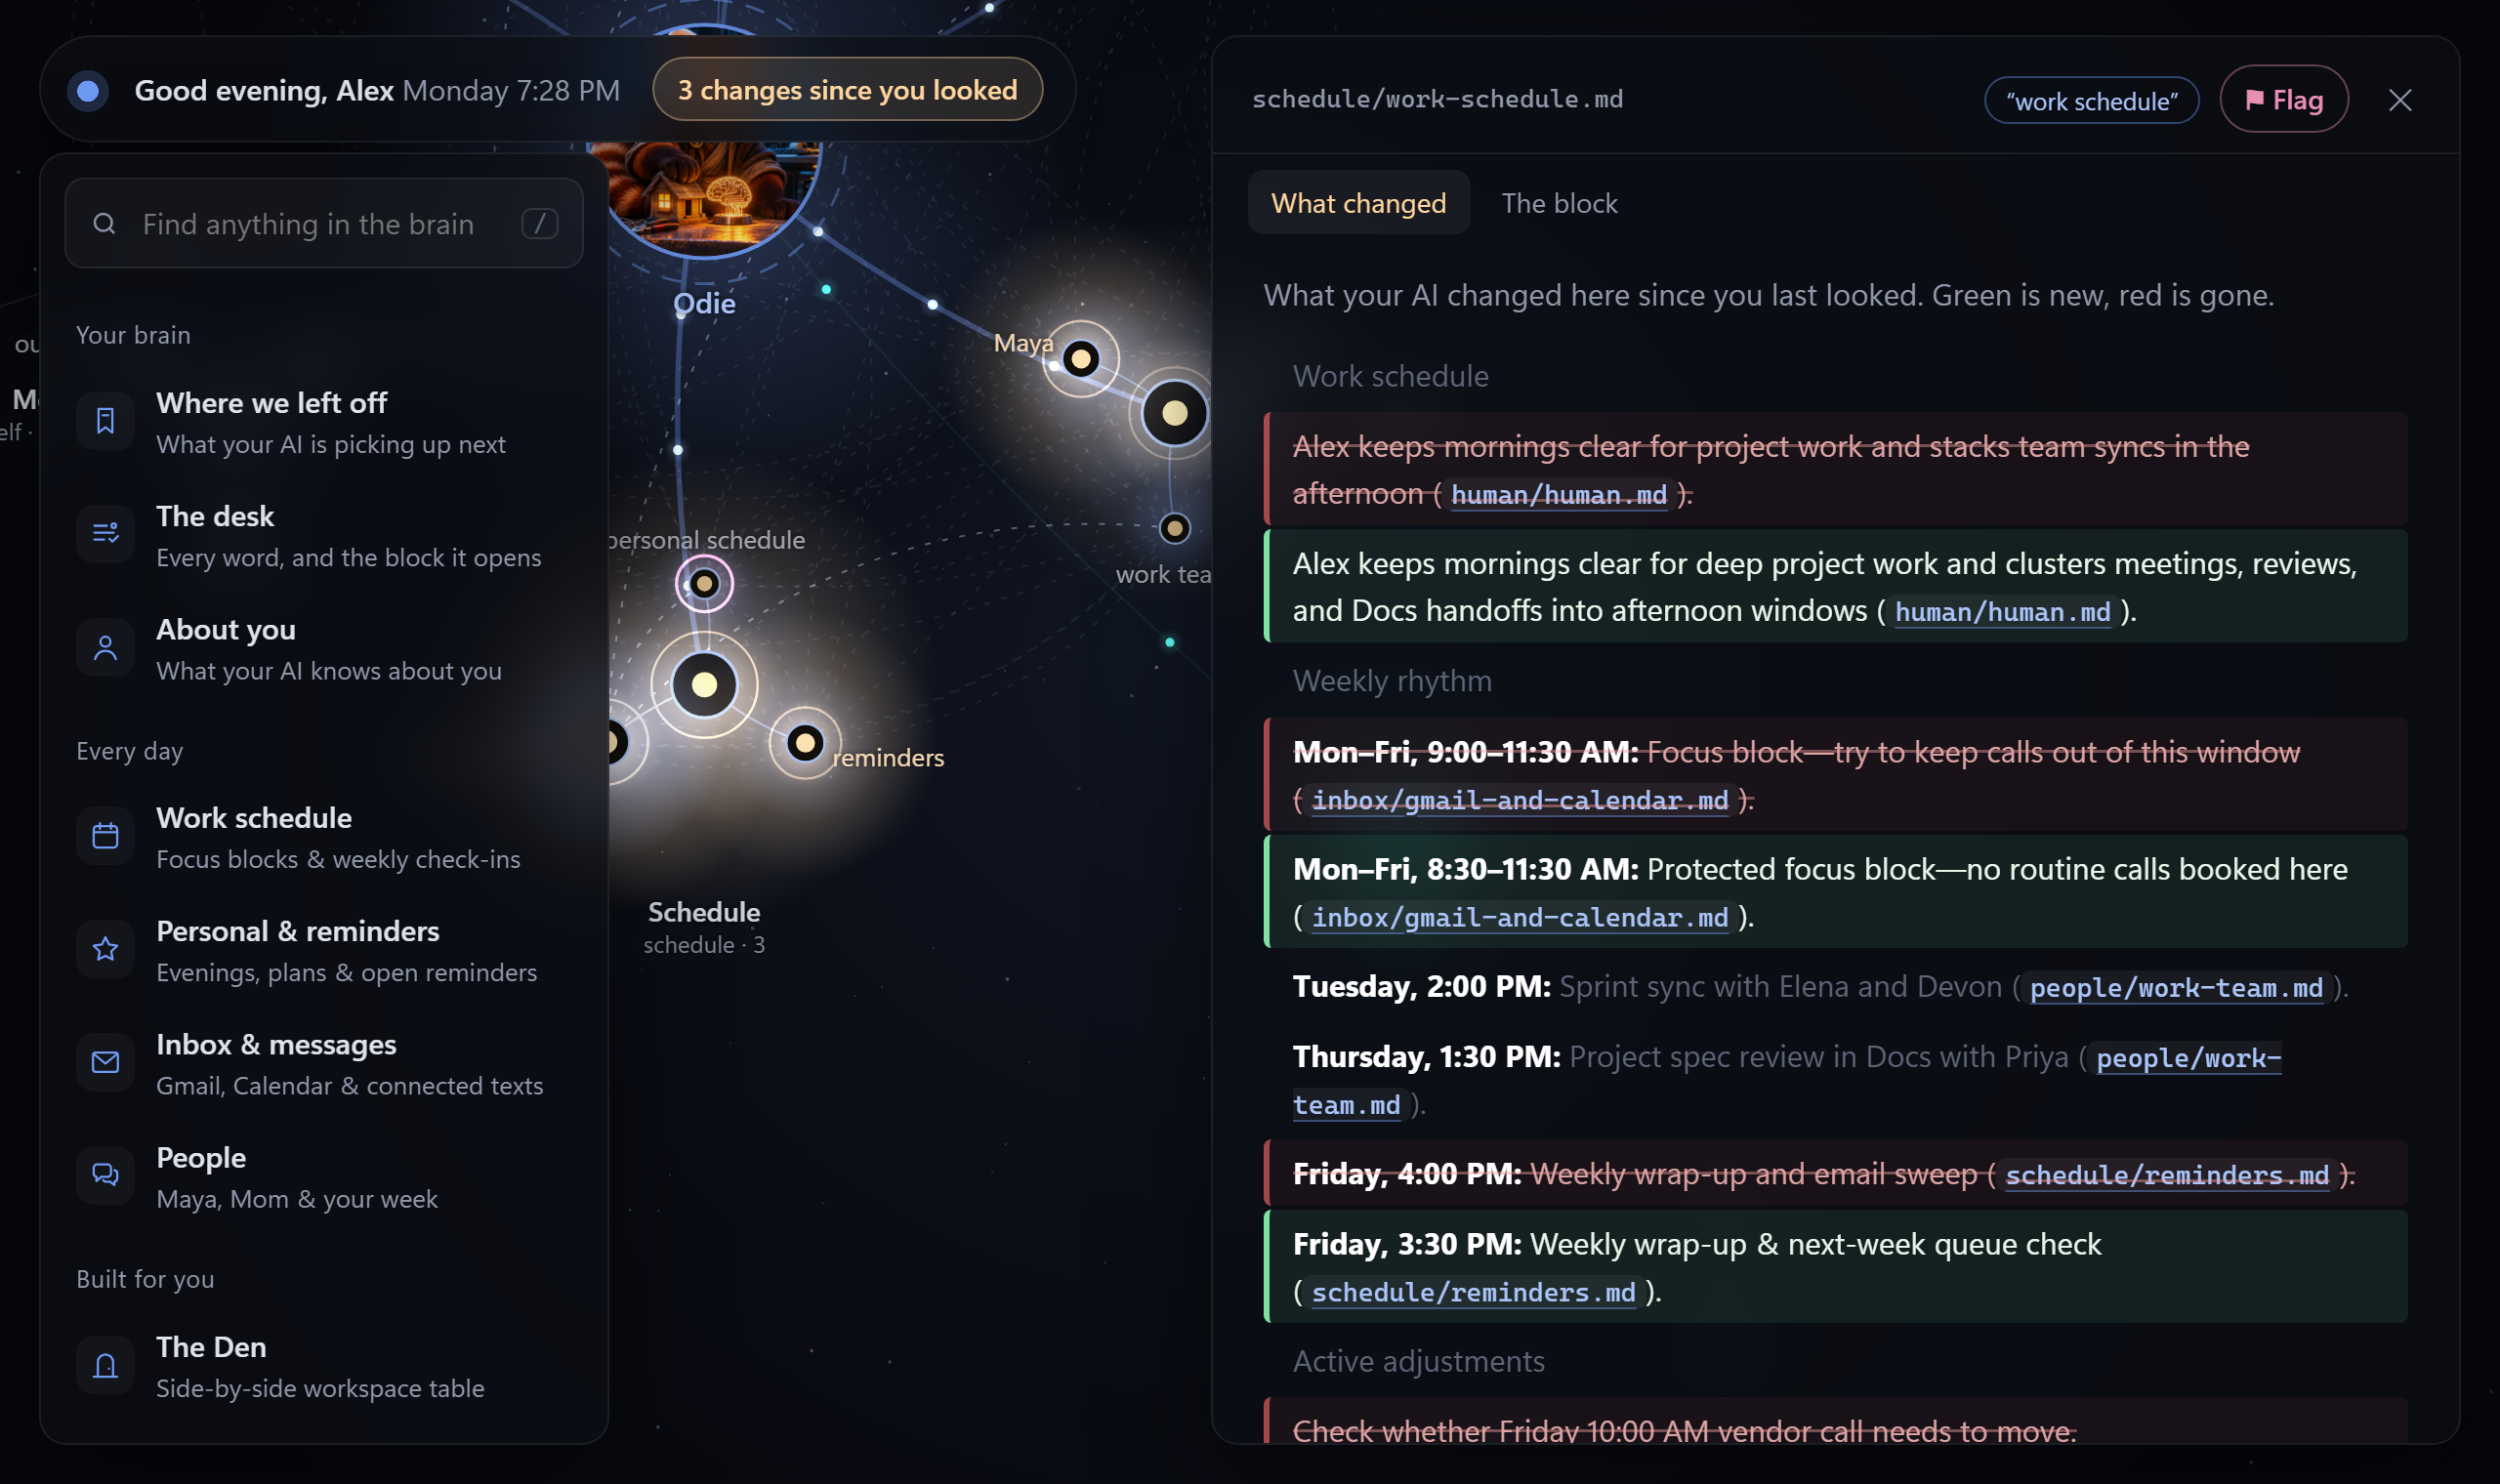 Good evening, Alex Monday 7:28 PM
3 changes since you looked
Find anything in the brain
/
Your brain
Where we left off
What your AI is picking up next
The desk
Every word, and the block it opens
About you
What your AI knows about you
Every day
Work schedule
Focus blocks & weekly check-ins
Personal & reminders
Evenings, plans & open reminders
Inbox & messages
Gmail, Calendar & connected texts
People
Maya, Mom & your week
Built for you
The Den
Side-by-side workspace table
Odie
Maya
personal schedule
work tea
reminders
Schedule
schedule · 3
schedule/work-schedule.md
“work schedule”
Flag
What changed
The block
What your AI changed here since you last looked. Green is new, red is gone.
Work schedule
Alex keeps mornings clear for project work and stacks team syncs in the
afternoon (human/human.md).
Alex keeps mornings clear for deep project work and clusters meetings, reviews,
and Docs handoffs into afternoon windows (human/human.md).
Weekly rhythm
Mon–Fri, 9:00–11:30 AM: Focus block—try to keep calls out of this window
(inbox/gmail-and-calendar.md).
Mon–Fri, 8:30–11:30 AM: Protected focus block—no routine calls booked here
(inbox/gmail-and-calendar.md).
Tuesday, 2:00 PM: Sprint sync with Elena and Devon (people/work-team.md).
Thursday, 1:30 PM: Project spec review in Docs with Priya (people/work-
team.md).
Friday, 4:00 PM: Weekly wrap-up and email sweep (schedule/reminders.md).
Friday, 3:30 PM: Weekly wrap-up & next-week queue check
(schedule/reminders.md).
Active adjustments
Check whether Friday 10:00 AM vendor call needs to move.